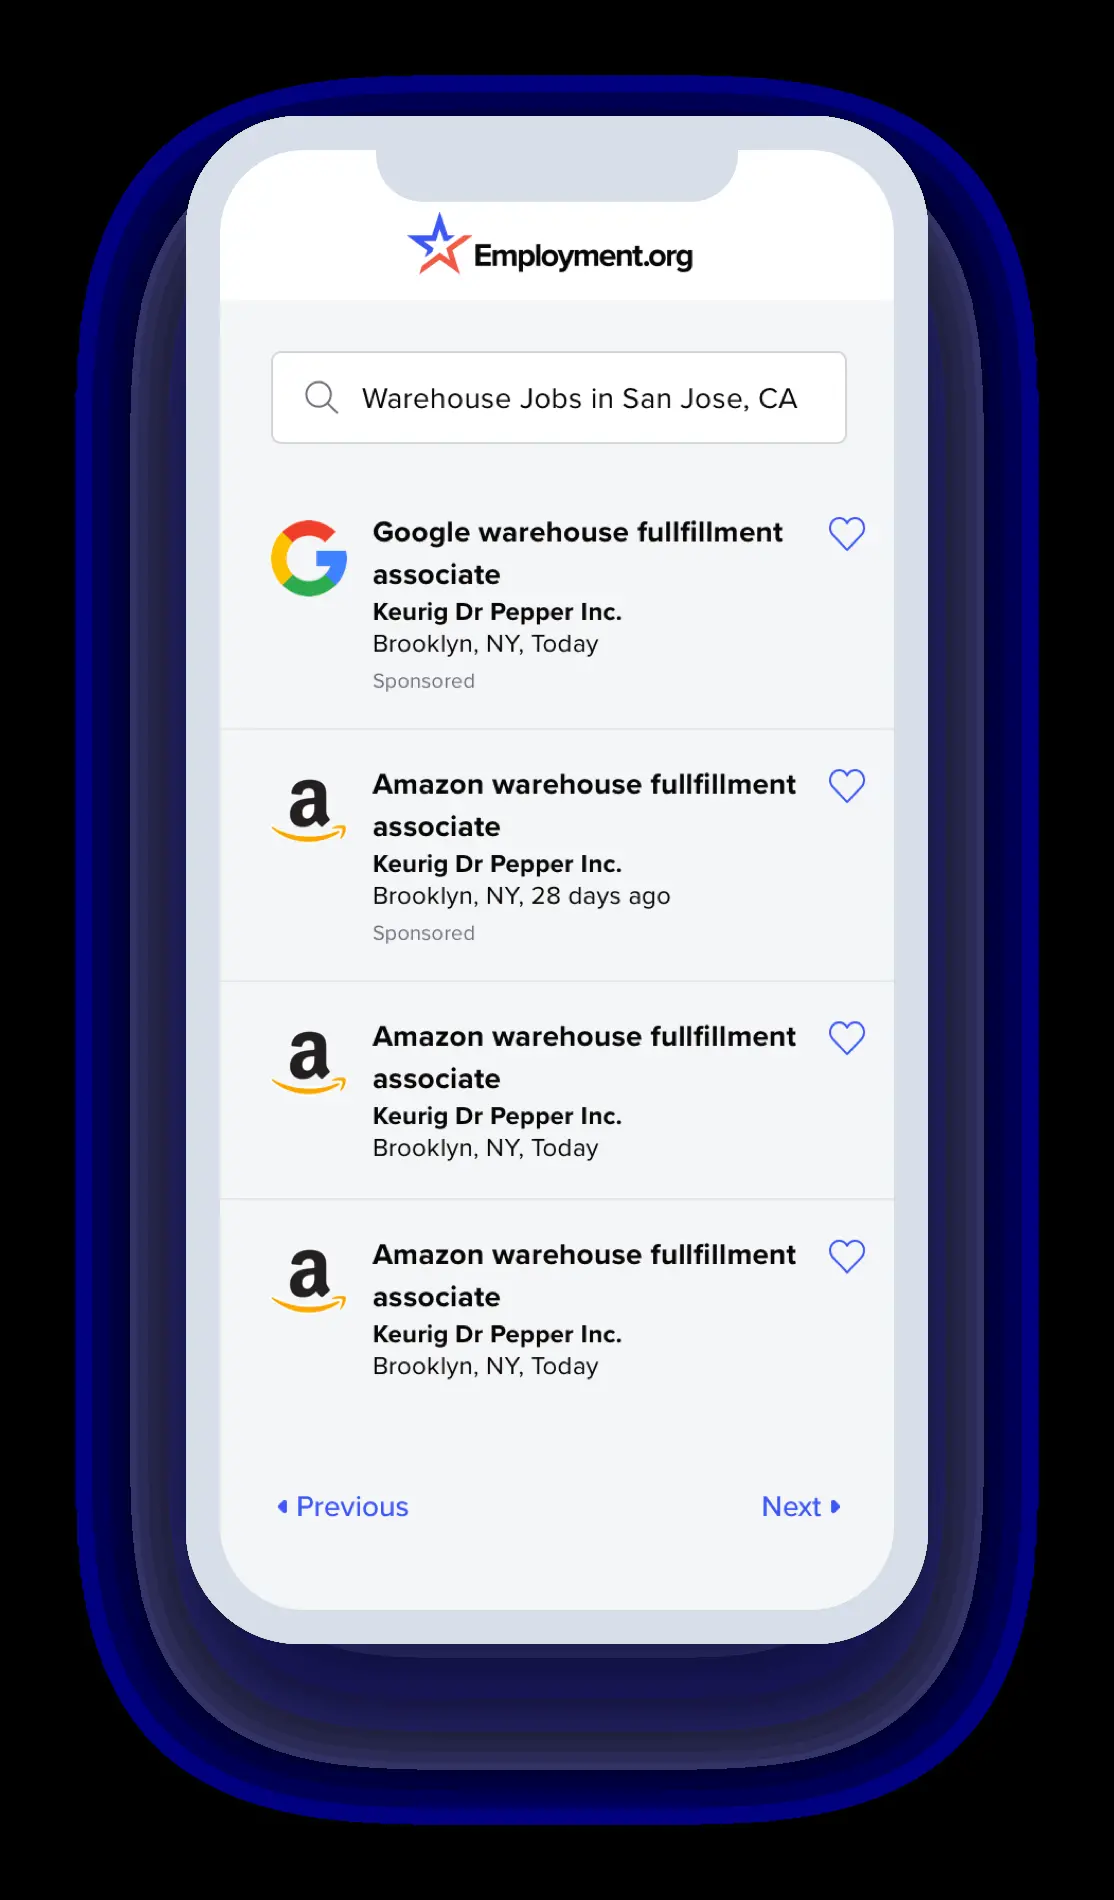 Employment.org
Warehouse Jobs in San Jose, CA
Google warehouse fullfillment
associate
Keurig Dr Pepper Inc.
Brooklyn, NY, Today
Sponsored
Amazon warehouse fullfillment
associate
Keurig Dr Pepper Inc.
Brooklyn, NY, 28 days ago
Sponsored
Amazon warehouse fullfillment
associate
Keurig Dr Pepper Inc.
Brooklyn, NY, Today
Amazon warehouse fullfillment
associate
Keurig Dr Pepper Inc.
Brooklyn, NY, Today
Previous
Next